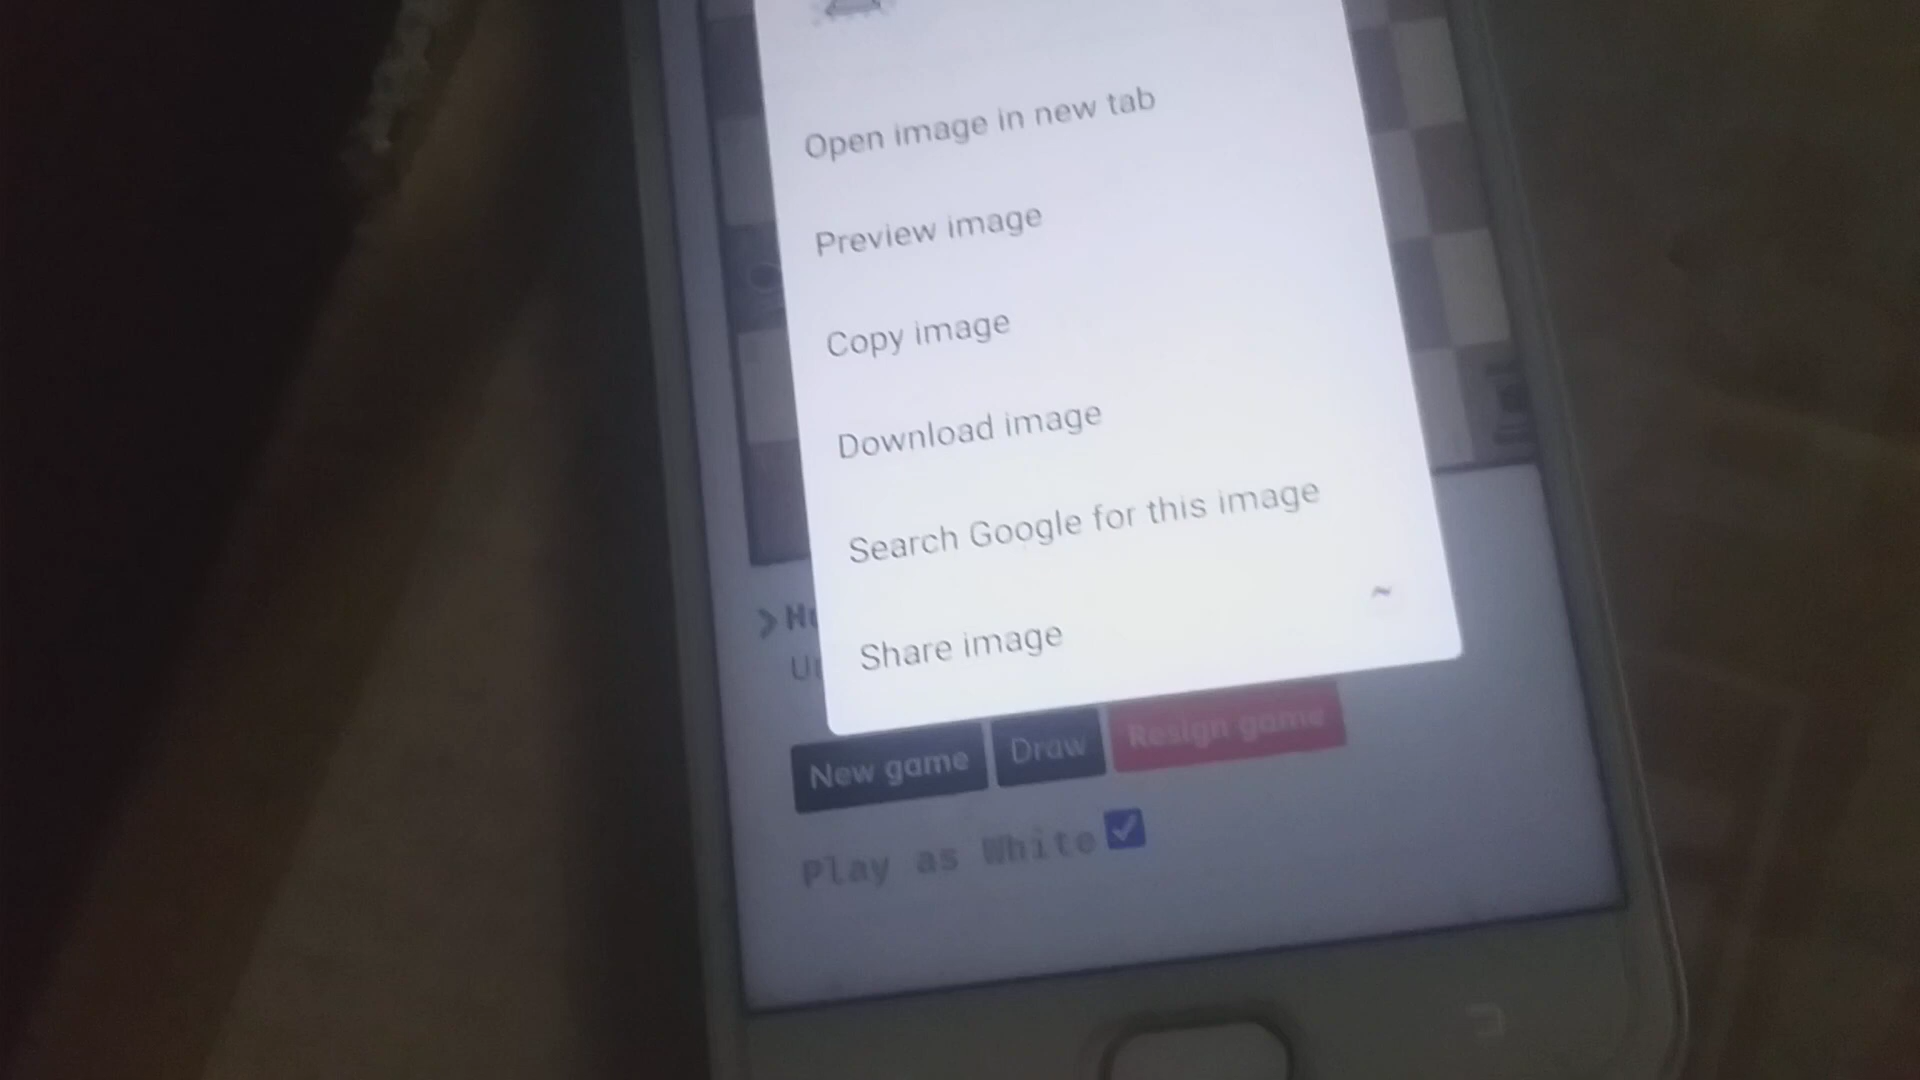 Open image in new tab
Preview image
Copy image
Download image
Search Google for this image
Share image
New game
Draw
Resign game
Play as White